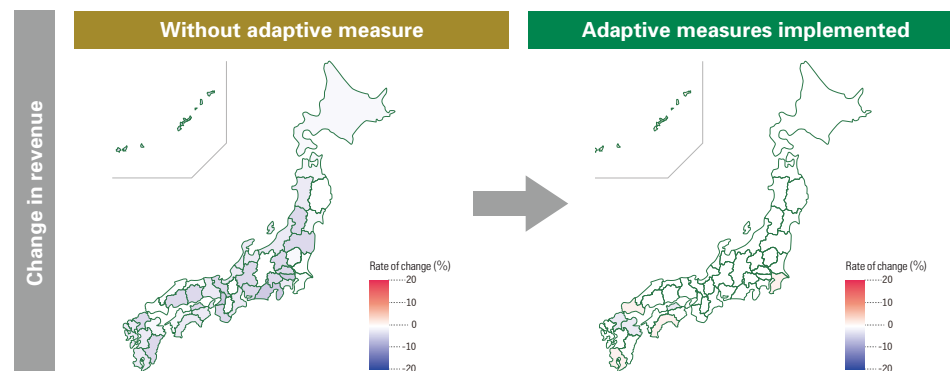 Without adaptive measure
Adaptive measures implemented
Change in revenue
Rate of change (%)
20
10
0
-10
-20
Rate of change (%)
20
10
0
-10
-20